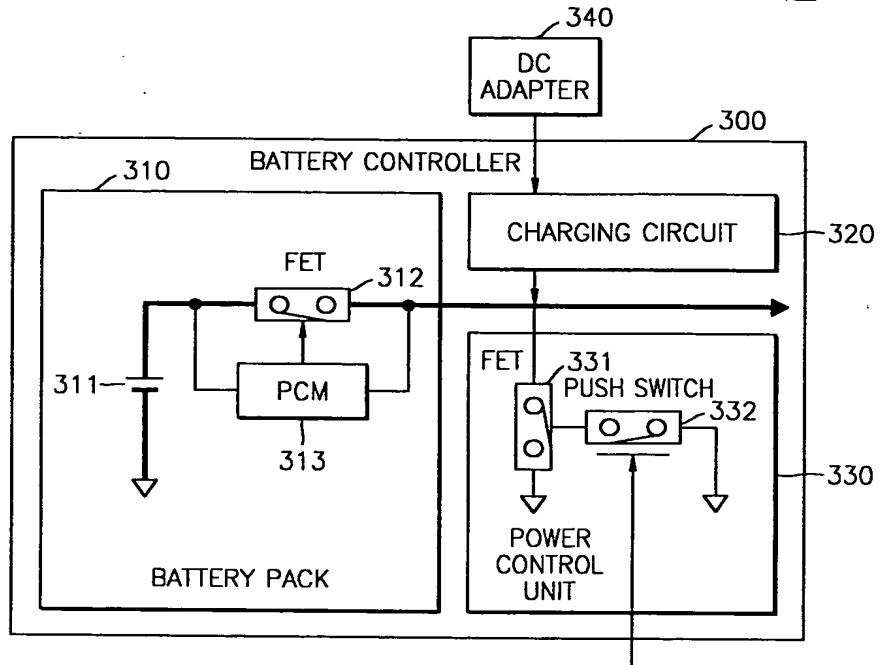 340
DC
ADAPTER
300
BATTERY CONTROLLER
310
CHARGING CIRCUIT
320
FET
312
311
PCM
313
FET
331
PUSH SWITCH
332
330
POWER
CONTROL
UNIT
BATTERY PACK